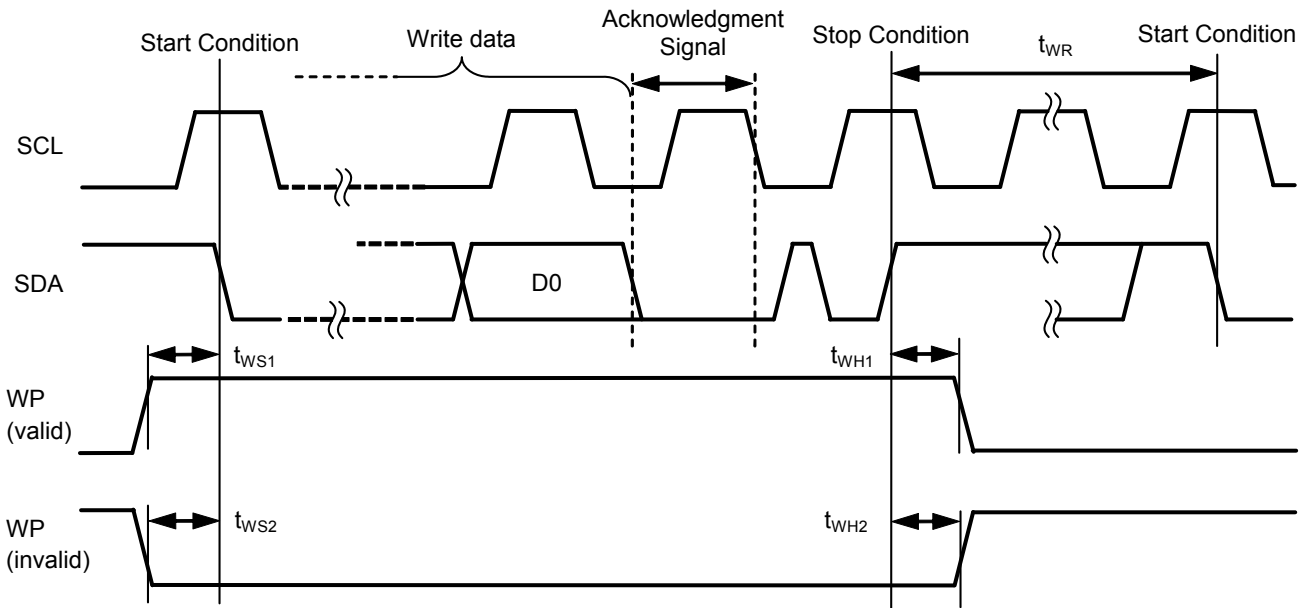 Start Condition
Write data
Acknowledgment
Signal
Stop Condition
tWR
Start Condition
SCL
SDA
D0
tWS1
tWH1
WP
(valid)
tWS2
tWH2
WP
(invalid)